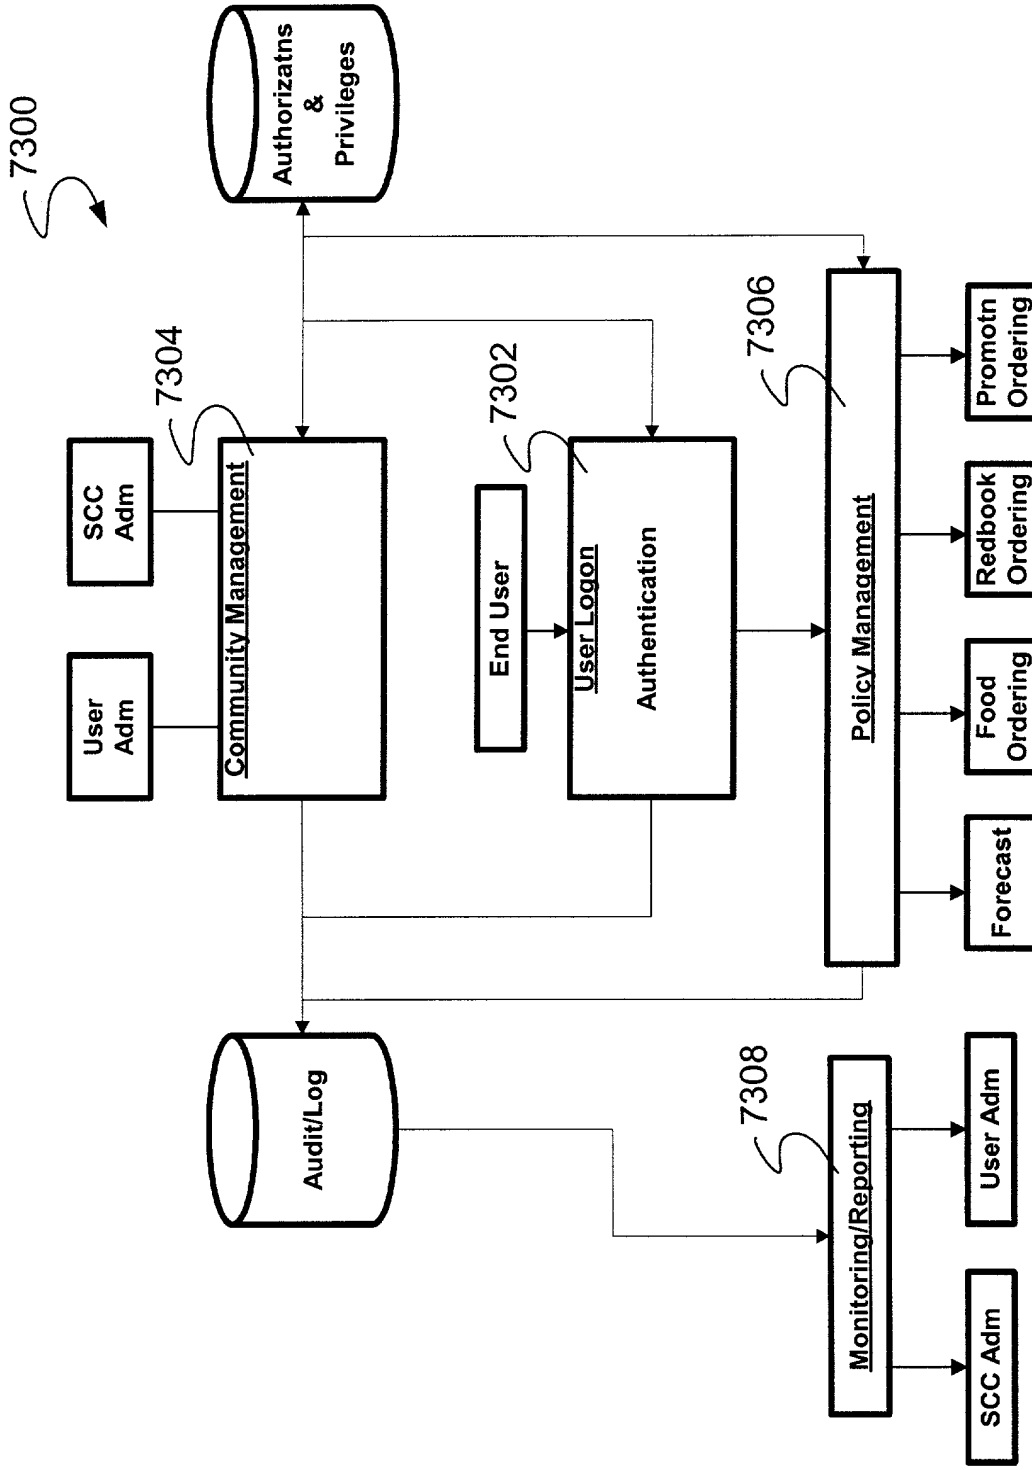 7300
User
Adm
SCC
Adm
7304
Community Management
Audit/Log
Authorizatns
&
Privileges
End User
7302
User Logon
Authentication
7308
Monitoring/Reporting
7306
Policy Management
SCC Adm
User Adm
Forecast
Food
Ordering
Redbook
Ordering
Promotn
Ordering